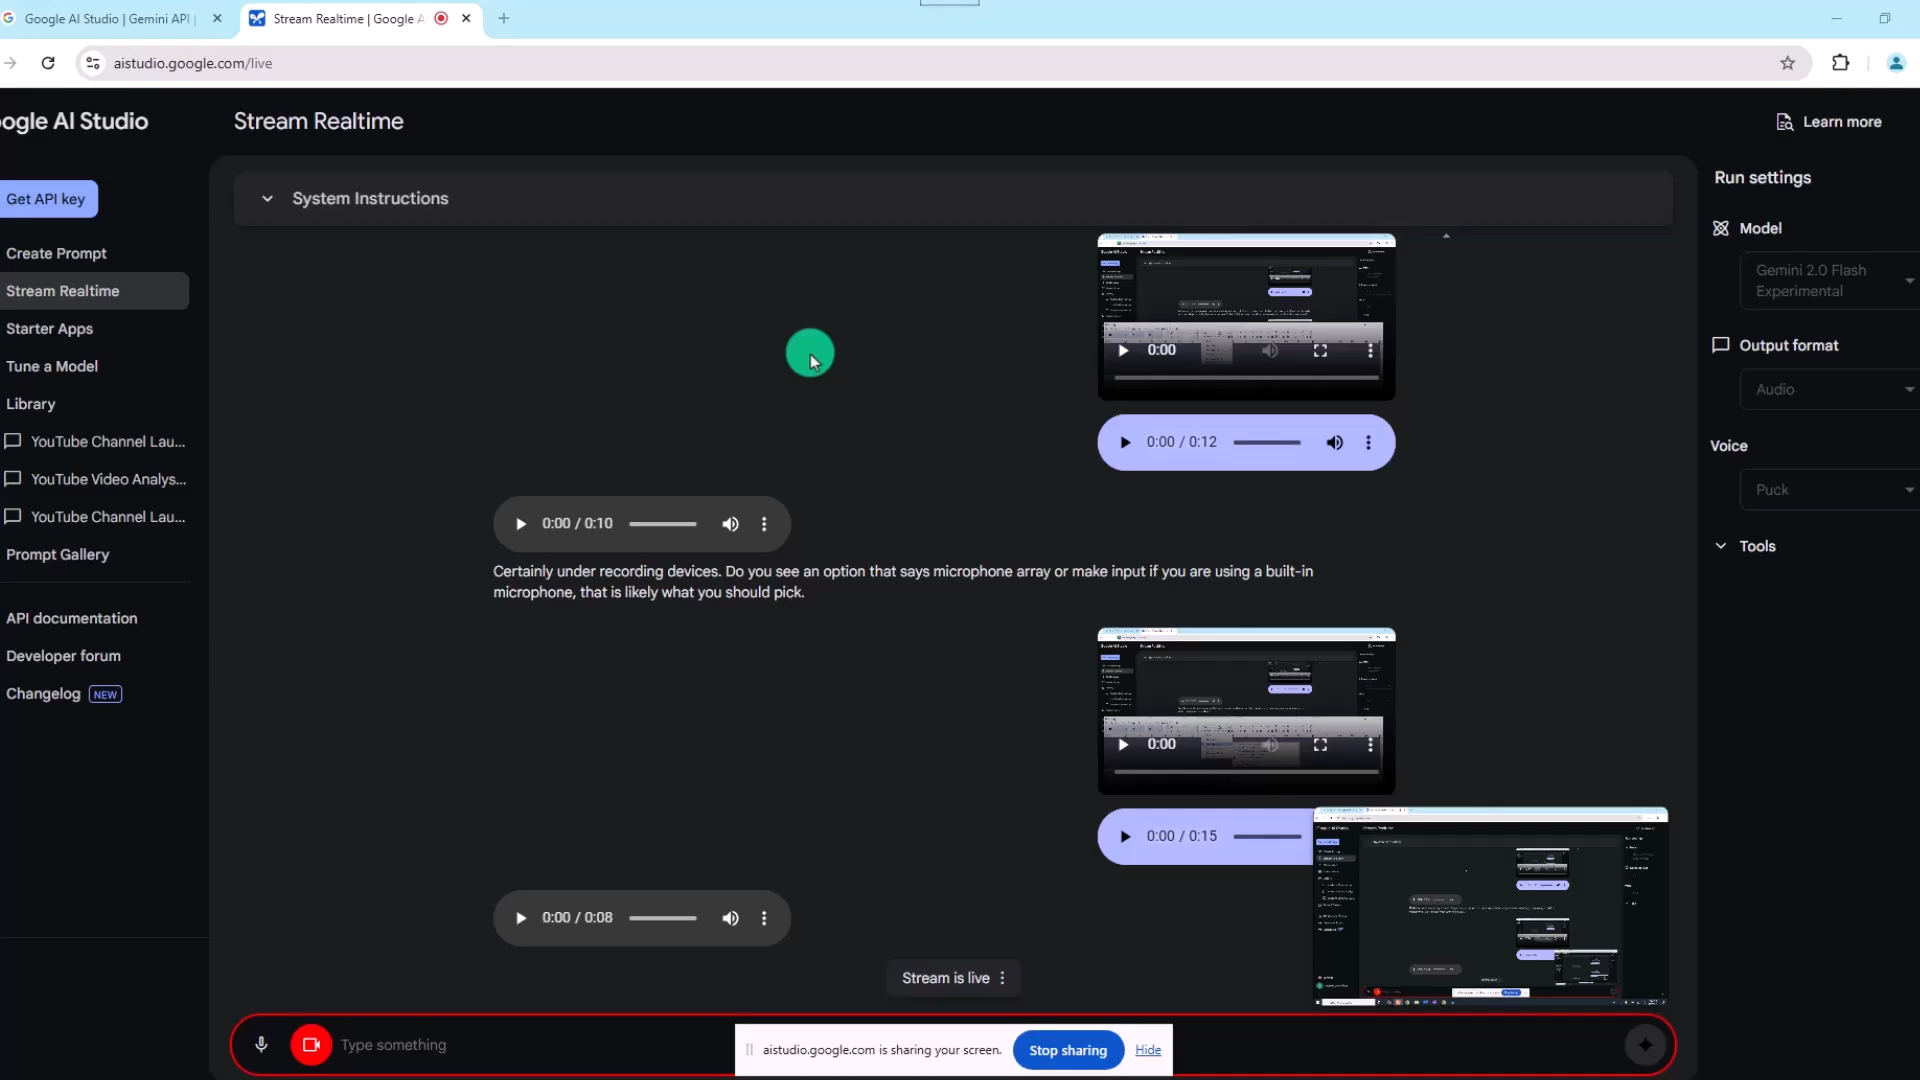 Google AI Studio | Gemini API |
Stream Realtime | Google A
aistudio.google.com/live
ogle AI Studio
Stream Realtime
Learn more
Get API key
System Instructions
Run settings
Create Prompt
Model
Stream Realtime
Gemini 2.0 Flash
Experimental
Starter Apps
Output format
Tune a Model
Audio
Library
YouTube Channel Lau...
Voice
YouTube Video Analys...
Puck
YouTube Channel Lau...
Tools
Prompt Gallery
API documentation
Developer forum
Changelog NEW
0:00
0:00 / 0:12
0:00 / 0:10
Certainly under recording devices. Do you see an option that says microphone array or make input if you are using a built-in
microphone, that is likely what you should pick.
0:00
0:00 / 0:15
0:00 / 0:08
Stream is live
Type something
aistudio.google.com is sharing your screen.
Stop sharing
Hide